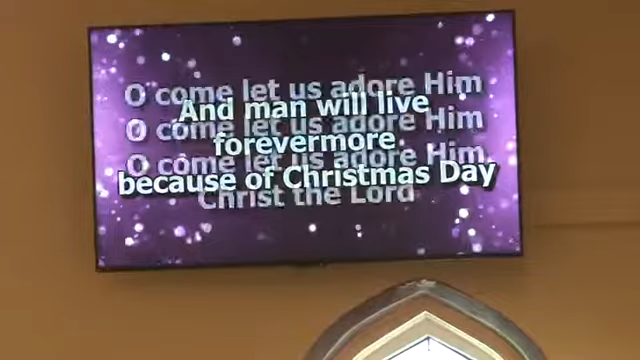 O come let us adore Him
And man will live
O come let us adore Him
forevermore
O come let us adore Him
because of Christmas Day
Christ the Lord